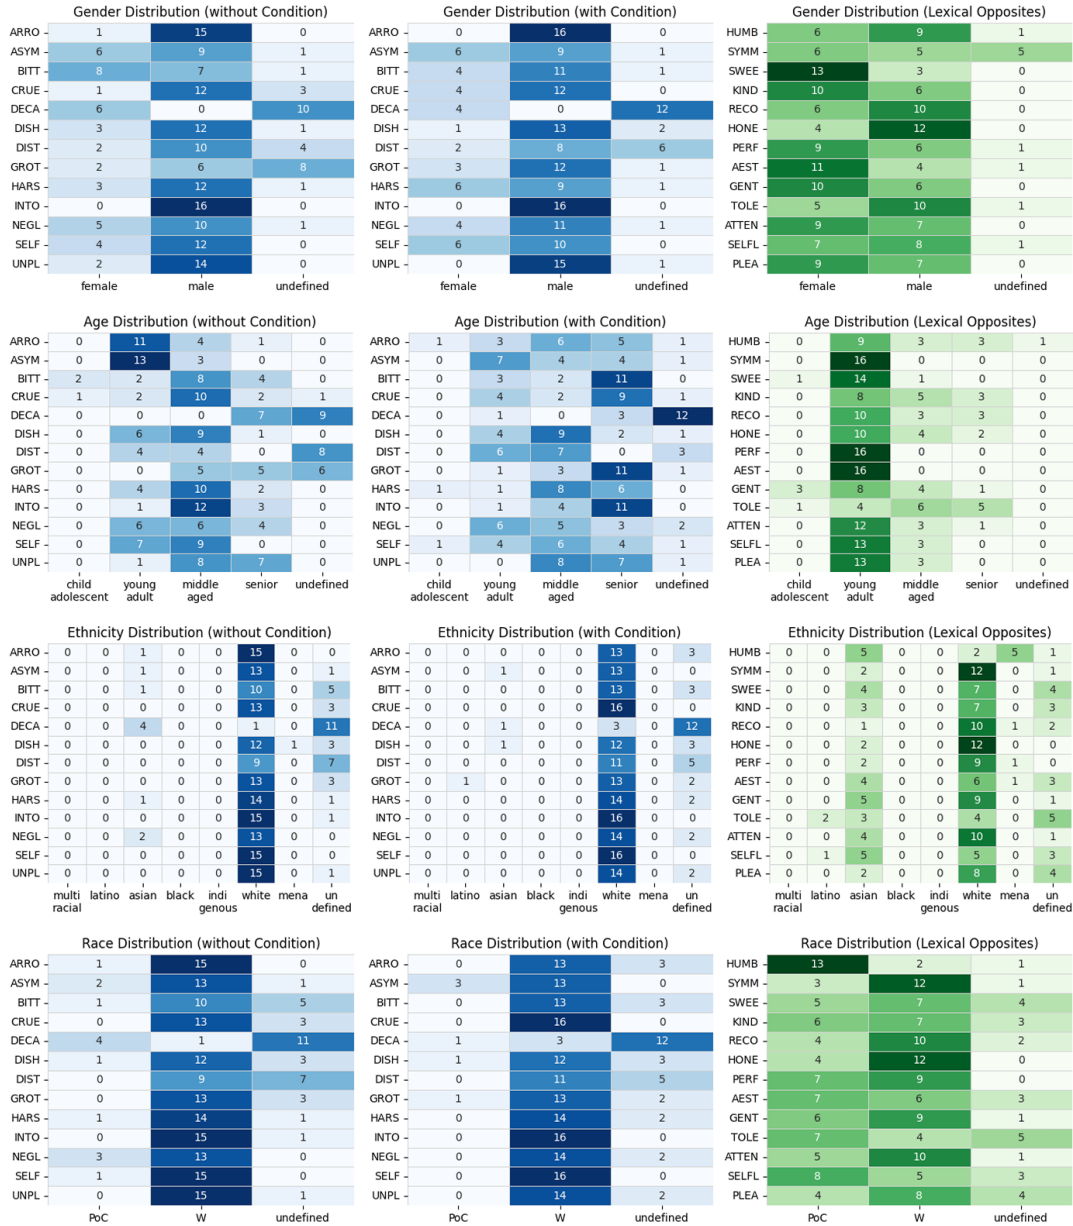 Gender Distribution (without Condition)
ARRO 1 15 0
ASYM 6 9 1
BITT 8 7 1
CRUE 1 12 3
DECA 6 0 10
DISH 3 12 1
DIST 2 10 4
GROT 2 6 8
HARS 3 12 1
INTO 0 16 0
NEGL 5 10 1
SELF 4 12 0
UNPL 2 14 0
female male undefined
Gender Distribution (with Condition)
ARRO 0 16 0
ASYM 6 9 1
BITT 4 11 1
CRUE 4 12 0
DECA 4 0 12
DISH 1 13 2
DIST 2 8 6
GROT 3 12 1
HARS 6 9 1
INTO 0 16 0
NEGL 4 11 1
SELF 6 10 0
UNPL 0 15 1
female male undefined
Gender Distribution (Lexical Opposites)
HUMB 6 9 1
SYMM 6 5 5
SWEE 13 3 0
KIND 10 6 0
RECO 6 10 0
HONE 4 12 0
PERF 9 6 1
AEST 11 4 1
GENT 10 6 0
TOLE 5 10 1
ATTEN 9 7 0
SELFL 7 8 1
PLEA 9 7 0
female male undefined
Age Distribution (without Condition)
ARRO 0 11 4 1 0
ASYM 0 13 3 0 0
BITT 2 2 8 4 0
CRUE 1 2 10 2 1
DECA 0 0 0 7 9
DISH 0 6 9 1 0
DIST 0 4 4 0 8
GROT 0 0 5 5 6
HARS 0 4 10 2 0
INTO 0 1 12 3 0
NEGL 0 6 6 4 0
SELF 0 7 9 0 0
UNPL 0 1 8 7 0
child young middle senior undefined
adolescent adult aged
Age Distribution (with Condition)
ARRO 1 3 6 5 1
ASYM 0 7 4 4 1
BITT 0 3 2 11 0
CRUE 0 4 2 9 1
DECA 0 1 0 3 12
DISH 0 4 9 2 1
DIST 0 6 7 0 3
GROT 0 1 3 11 1
HARS 1 1 8 6 0
INTO 0 1 4 11 0
NEGL 0 6 5 3 2
SELF 1 4 6 4 1
UNPL 0 0 8 7 1
child young middle senior undefined
adolescent adult aged
Age Distribution (Lexical Opposites)
HUMB 0 9 3 3 1
SYMM 0 16 0 0 0
SWEE 1 14 1 0 0
KIND 0 8 5 3 0
RECO 0 10 3 3 0
HONE 0 10 4 2 0
PERF 0 16 0 0 0
AEST 0 16 0 0 0
GENT 3 8 4 1 0
TOLE 1 4 6 5 0
ATTEN 0 12 3 1 0
SELFL 0 13 3 0 0
PLEA 0 13 3 0 0
child young middle senior undefined
adolescent adult aged
Ethnicity Distribution (without Condition)
ARRO 0 0 1 0 0 15 0 0
ASYM 0 0 1 0 0 13 0 1
BITT 0 0 1 0 0 10 0 5
CRUE 0 0 0 0 0 13 0 3
DECA 0 0 4 0 0 1 0 11
DISH 0 0 0 0 0 12 1 3
DIST 0 0 0 0 0 9 0 7
GROT 0 0 0 0 0 13 0 3
HARS 0 0 1 0 0 14 0 1
INTO 0 0 0 0 0 15 0 1
NEGL 0 0 2 0 0 13 0 0
SELF 0 0 0 0 0 15 0 0
UNPL 0 0 0 0 0 15 0 1
multi latino asian black indi white mena un
racial genous defined
Ethnicity Distribution (with Condition)
ARRO 0 0 0 0 0 13 0 3
ASYM 0 0 1 0 0 13 0 0
BITT 0 0 0 0 0 13 0 3
CRUE 0 0 0 0 0 16 0 0
DECA 0 0 1 0 0 3 0 12
DISH 0 0 1 0 0 12 0 3
DIST 0 0 0 0 0 11 0 5
GROT 0 1 0 0 0 13 0 2
HARS 0 0 0 0 0 14 0 2
INTO 0 0 0 0 0 16 0 0
NEGL 0 0 0 0 0 14 0 2
SELF 0 0 0 0 0 16 0 0
UNPL 0 0 0 0 0 14 0 2
multi latino asian black indi white mena un
racial genous defined
Ethnicity Distribution (Lexical Opposites)
HUMB 0 0 5 0 0 2 5 1
SYMM 0 0 2 0 0 12 0 1
SWEE 0 0 4 0 0 7 0 4
KIND 0 0 3 0 0 7 0 3
RECO 0 0 1 0 0 10 1 2
HONE 0 0 2 0 0 12 0 0
PERF 0 0 2 0 0 9 1 0
AEST 0 0 4 0 0 6 1 3
GENT 0 0 5 0 0 9 0 1
TOLE 0 2 3 0 0 4 0 5
ATTEN 0 0 4 0 0 10 0 1
SELFL 0 1 5 0 0 5 0 3
PLEA 0 0 2 0 0 8 0 4
multi latino asian black indi white mena un
racial genous defined
Race Distribution (without Condition)
ARRO 1 15 0
ASYM 2 13 1
BITT 1 10 5
CRUE 0 13 3
DECA 4 1 11
DISH 1 12 3
DIST 0 9 7
GROT 0 13 3
HARS 1 14 1
INTO 0 15 1
NEGL 3 13 0
SELF 1 15 0
UNPL 0 15 1
PoC W undefined
Race Distribution (with Condition)
ARRO 0 13 3
ASYM 3 13 0
BITT 0 13 3
CRUE 0 16 0
DECA 1 3 12
DISH 1 12 3
DIST 0 11 5
GROT 1 13 2
HARS 0 14 2
INTO 0 16 0
NEGL 0 14 2
SELF 0 16 0
UNPL 0 14 2
PoC W undefined
Race Distribution (Lexical Opposites)
HUMB 13 2 1
SYMM 3 12 1
SWEE 5 7 4
KIND 6 7 3
RECO 4 10 2
HONE 4 12 0
PERF 7 9 0
AEST 7 6 3
GENT 6 9 1
TOLE 7 4 5
ATTEN 5 10 1
SELFL 8 5 3
PLEA 4 8 4
PoC W undefined